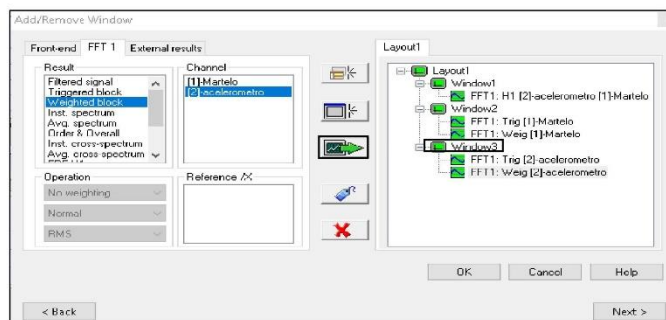 Add/Remove Window
Front-end FFT 1 External results
Result
Filtered signal
Triggered block
Weighted block
Inst. spectrum
Avg. spectrum
Order & Overall
Inst. cross-spectrum
Avg. cross-spectrum
Channel
[1]-Martelo
[2]-acelerometro
Operation
No weighting
Normal
RMS
Reference /X
Layout1
Layout1
Window1
FFT1: H1 [2]-acelerometro [1]-Martelo
Window2
FFT1: Trig [1]-Martelo
FFT1: Weig [1]-Martelo
Window3
FFT1: Trig [2]-acelerometro
FFT1: Weig [2]-acelerometro
OK Cancel Help
< Back Next >